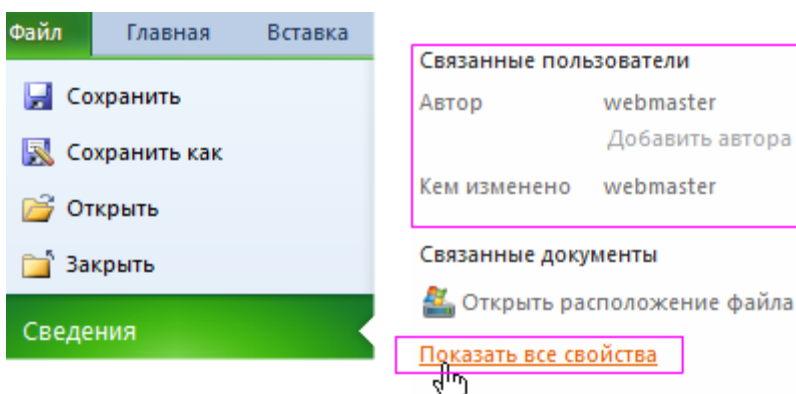 Файл Главная Вставка
Сохранить
Сохранить как
Открыть
Закрыть
Сведения
Связанные пользователи
Автор webmaster
Добавить автора
Кем изменено webmaster
Связанные документы
Открыть расположение файла
Показать все свойства